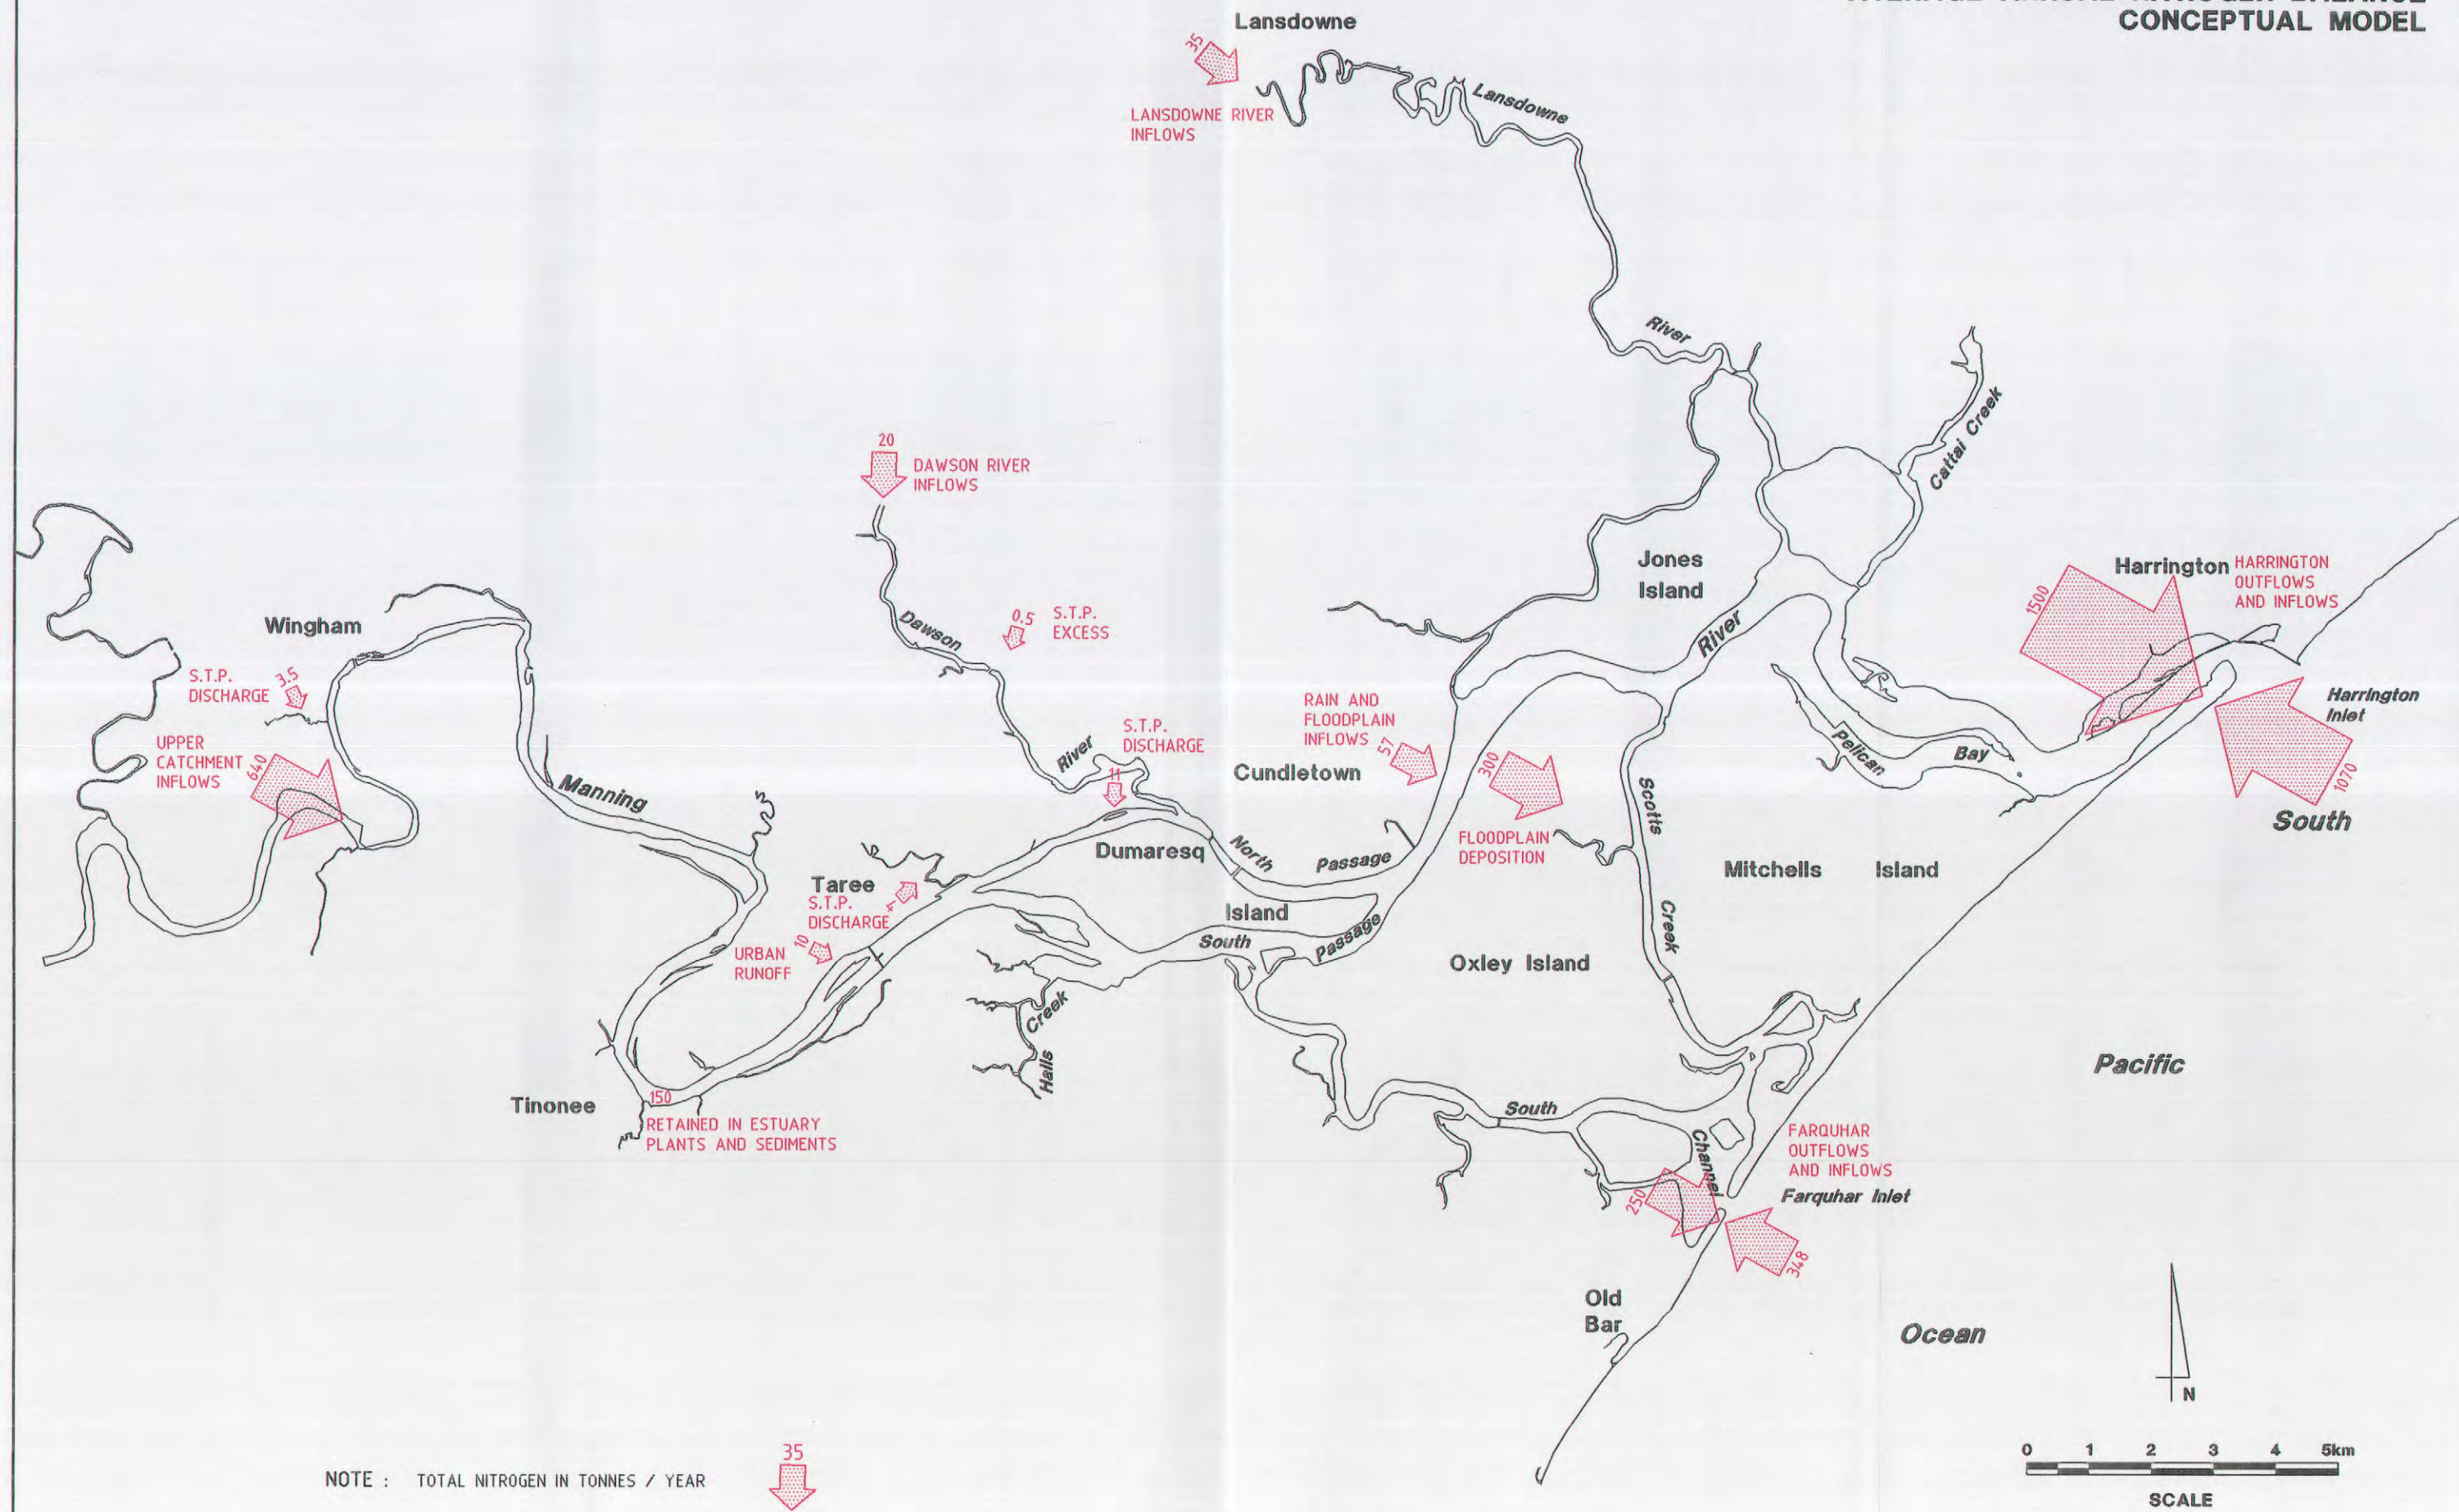 CONCEPTUAL MODEL
Lansdowne
35
LANSDOWNE RIVER
INFLOWS
Lansdowne
River
Cattai Creek
20
DAWSON RIVER
INFLOWS
Dawson
River
0.5
S.T.P.
EXCESS
Jones
Island
Harrington
HARRINGTON
OUTFLOWS
AND INFLOWS
1500
Wingham
S.T.P.
DISCHARGE
3.5
UPPER
CATCHMENT
INFLOWS
640
Manning
River
RAIN AND
FLOODPLAIN
INFLOWS
57
S.T.P.
DISCHARGE
11
Cundletown
300
FLOODPLAIN
DEPOSITION
Scotts
Creek
Pelican
Bay
Harrington
Inlet
1070
South
Dumaresq
Island
North
Passage
South
Passage
Mitchells Island
Taree
S.T.P.
DISCHARGE
4
10
URBAN
RUNOFF
Oxley Island
Halls
Creek
Tinonee
150
RETAINED IN ESTUARY
PLANTS AND SEDIMENTS
South
Channel
Pacific
FARQUHAR
OUTFLOWS
AND INFLOWS
Farquhar Inlet
250
348
Old
Bar
Ocean
N
NOTE : TOTAL NITROGEN IN TONNES / YEAR
35
0 1 2 3 4 5km
SCALE